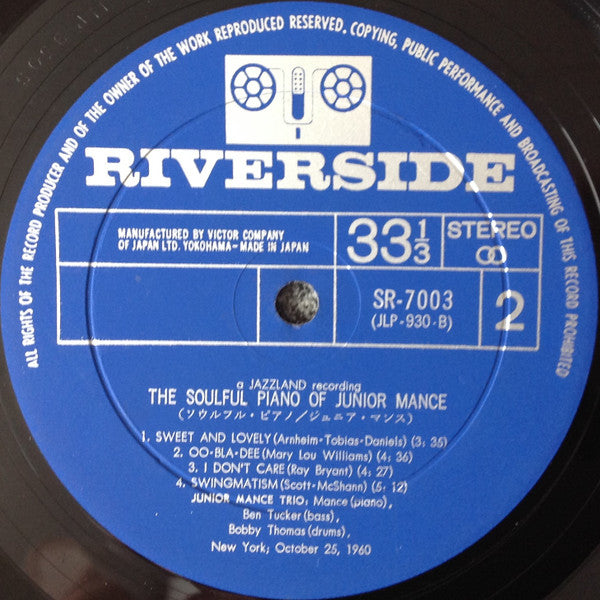 ALL RIGHTS OF THE RECORD PRODUCER AND OF THE OWNER OF THE WORK REPRODUCED RESERVED. COPYING, PUBLIC PERFORMANCE AND BROADCASTING OF THIS RECORD PROHIBITED
RIVERSIDE
MANUFACTURED BY VICTOR COMPANY
OF JAPAN LTD. YOKOHAMA-MADE IN JAPAN
33 1/3
STEREO
SR-7003
(JLP-930-B)
2
a JAZZLAND recording
THE SOULFUL PIANO OF JUNIOR MANCE
(ソウルフル・ピアノ/ジュニア・マンス)
1. SWEET AND LOVELY (Arnheim-Tobias-Daniels) (3; 35)
2. OO-BLA-DEE (Mary Lou Williams) (4; 36)
3. I DON'T CARE (Ray Bryant) (4; 27)
4. SWINGMATISM (Scott-McShann) (5; 12)
JUNIOR MANCE TRIO; Mance (piano),
Ben Tucker (bass),
Bobby Thomas (drums),
New York; October 25, 1960